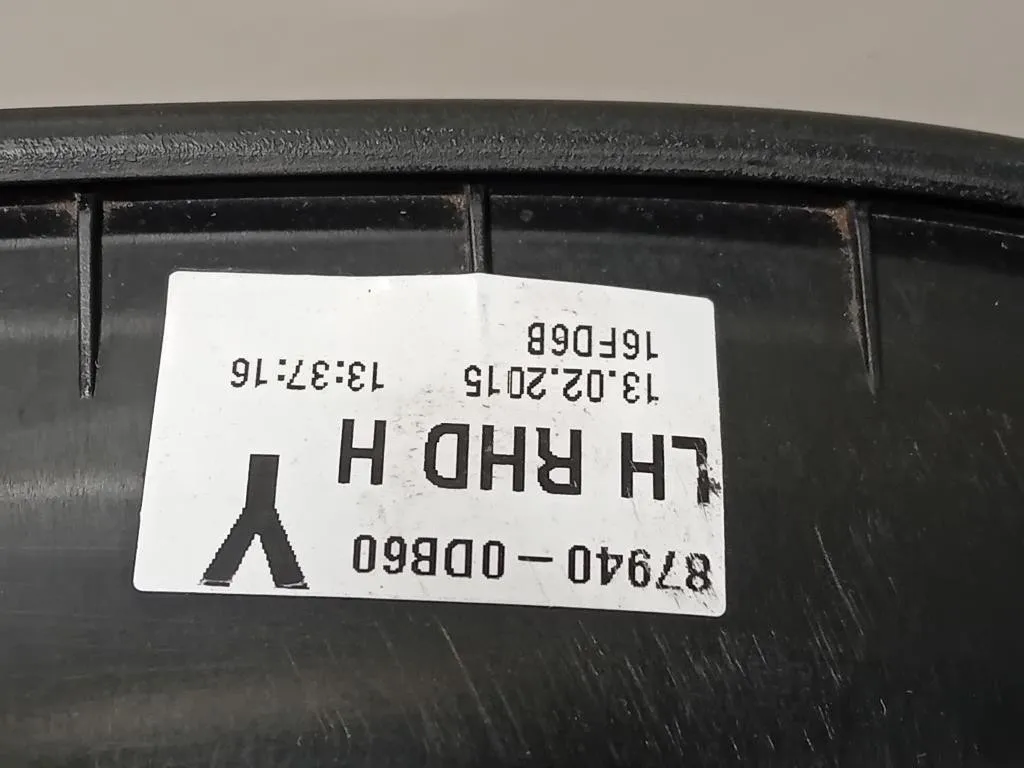 87940-0DB60
LH RHD H Y
13.02.2015 13:37:16
16FD6B